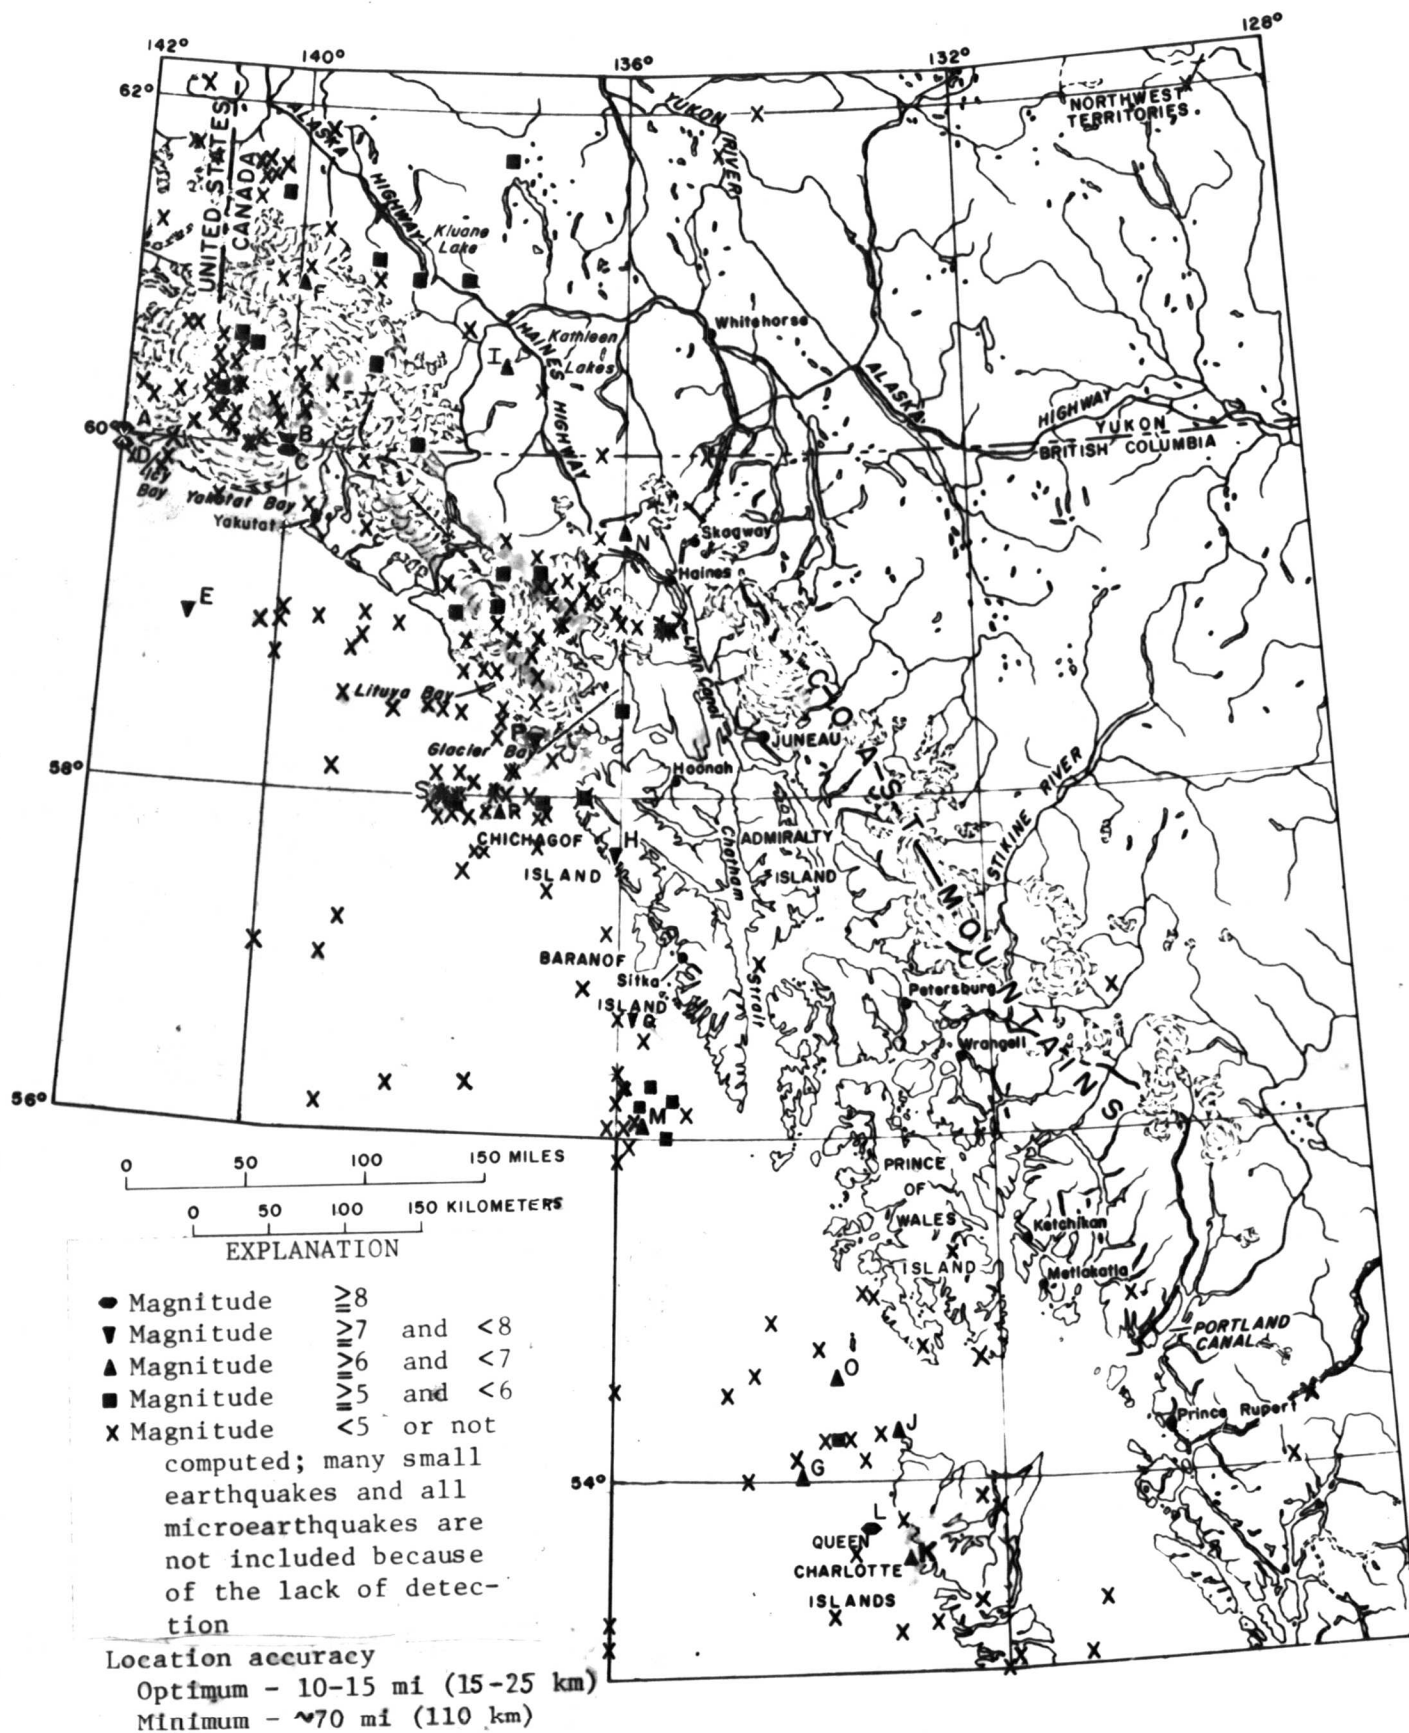 142°
140°
136°
132°
128°
62°
UNITED STATES
CANADA
ALASKA
HIGHWAY
YUKON
RIVER
NORTHWEST
TERRITORIES
Kluane
Lake
F
Whitehorse
HAINES
HIGHWAY
Kathleen
Lakes
I
ALASKA
HIGHWAY
YUKON
BRITISH COLUMBIA
60°
A
B
C
D
Icy
Bay
Yakutat Bay
Yakutat
E
N
Skagway
Haines
Lynn Canal
Lituya Bay
P
Glacier Bay
JUNEAU
COAST MOUNTAINS
58°
Hoonah
S
R
CHICHAGOF
ISLAND
H
ADMIRALTY
ISLAND
Chatham
Strait
STIKINE RIVER
BARANOF
Sitka
ISLAND
Q
Petersburg
Wrangell
56°
M
0 50 100 150 MILES
0 50 100 150 KILOMETERS
PRINCE
OF
WALES
ISLAND
Ketchikan
Metlakatla
PORTLAND
CANAL
Prince Rupert
O
J
G
54°
L
QUEEN
K
CHARLOTTE
ISLANDS
EXPLANATION
Magnitude ≧8
Magnitude ≧7 and <8
Magnitude ≧6 and <7
Magnitude ≧5 and <6
x Magnitude <5 or not
computed; many small
earthquakes and all
microearthquakes are
not included because
of the lack of detec-
tion
Location accuracy
Optimum - 10-15 mi (15-25 km)
Minimum - ~70 mi (110 km)